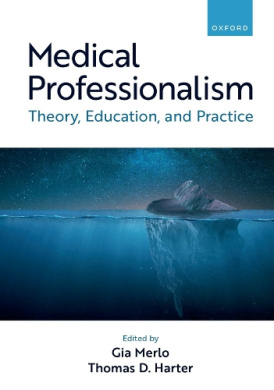 OXFORD
Medical
Professionalism
Theory, Education, and Practice
Edited by
Gia Merlo
Thomas D. Harter